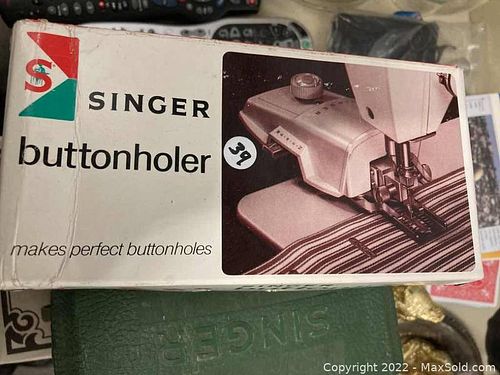 S
SINGER
buttonholer
39
makes perfect buttonholes
SINGER
Copyright © 2022 - MaxSold.com